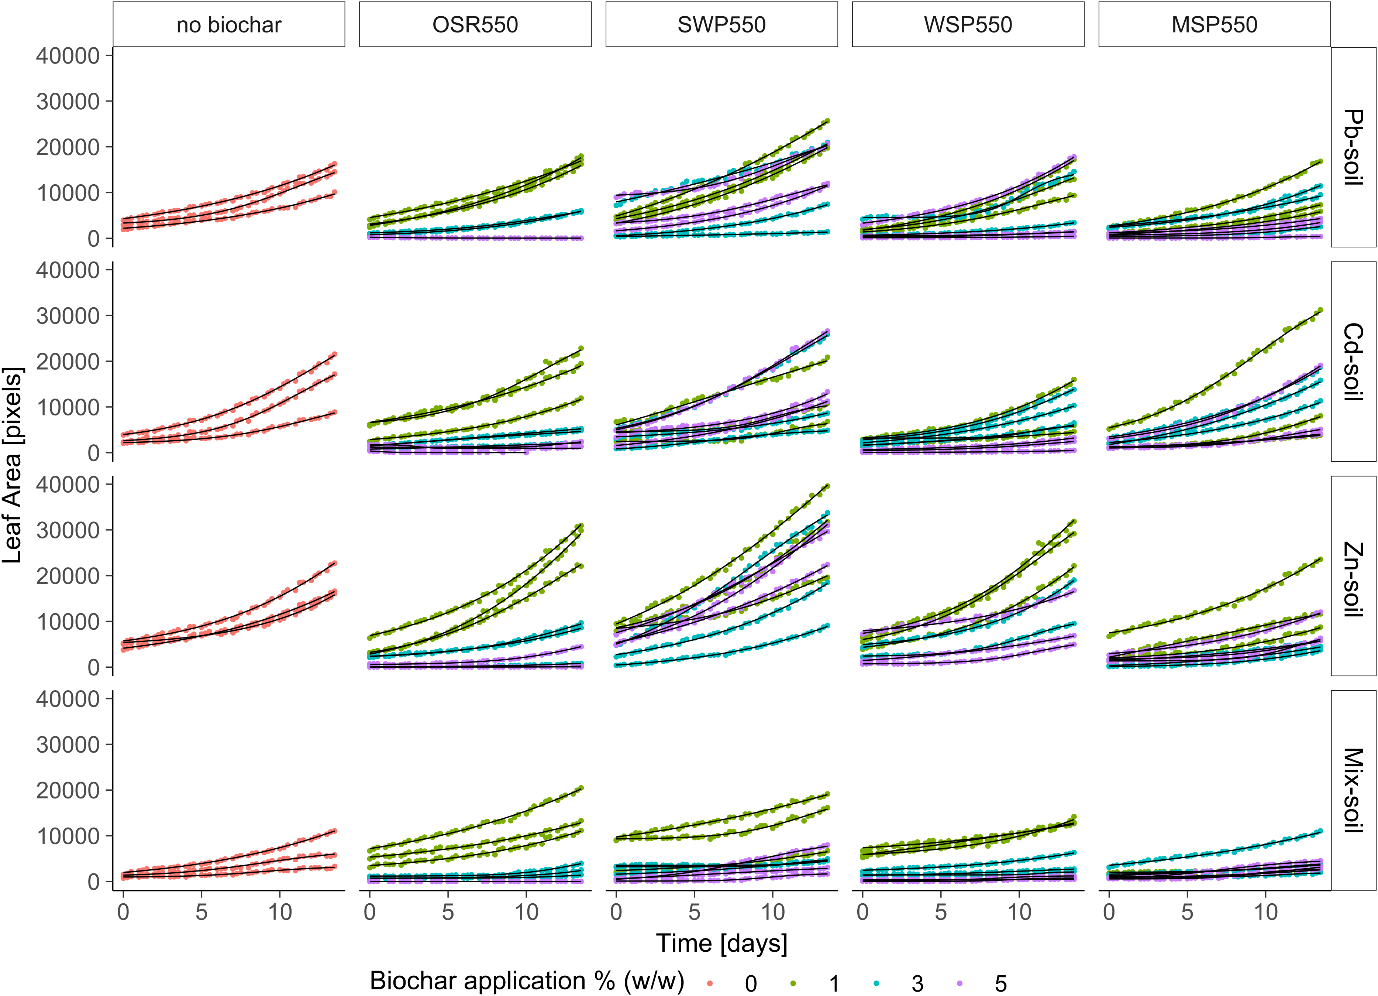 no biochar OSR550 SWP550 WSP550 MSP550
40000
30000
20000
10000
0
Pb-soil
40000
30000
20000
10000
0
Cd-soil
40000
30000
20000
10000
0
Zn-soil
40000
30000
20000
10000
0
Mix-soil
Leaf Area [pixels]
0 5 10 0 5 10 0 5 10 0 5 10 0 5 10
Time [days]
Biochar application % (w/w) 0 1 3 5